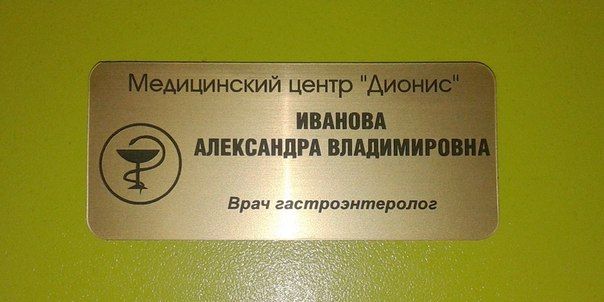 Медицинский центр "Дионис"
ИВАНОВА
АЛЕКСАНДРА ВЛАДИМИРОВНА
Врач гастроэнтеролог